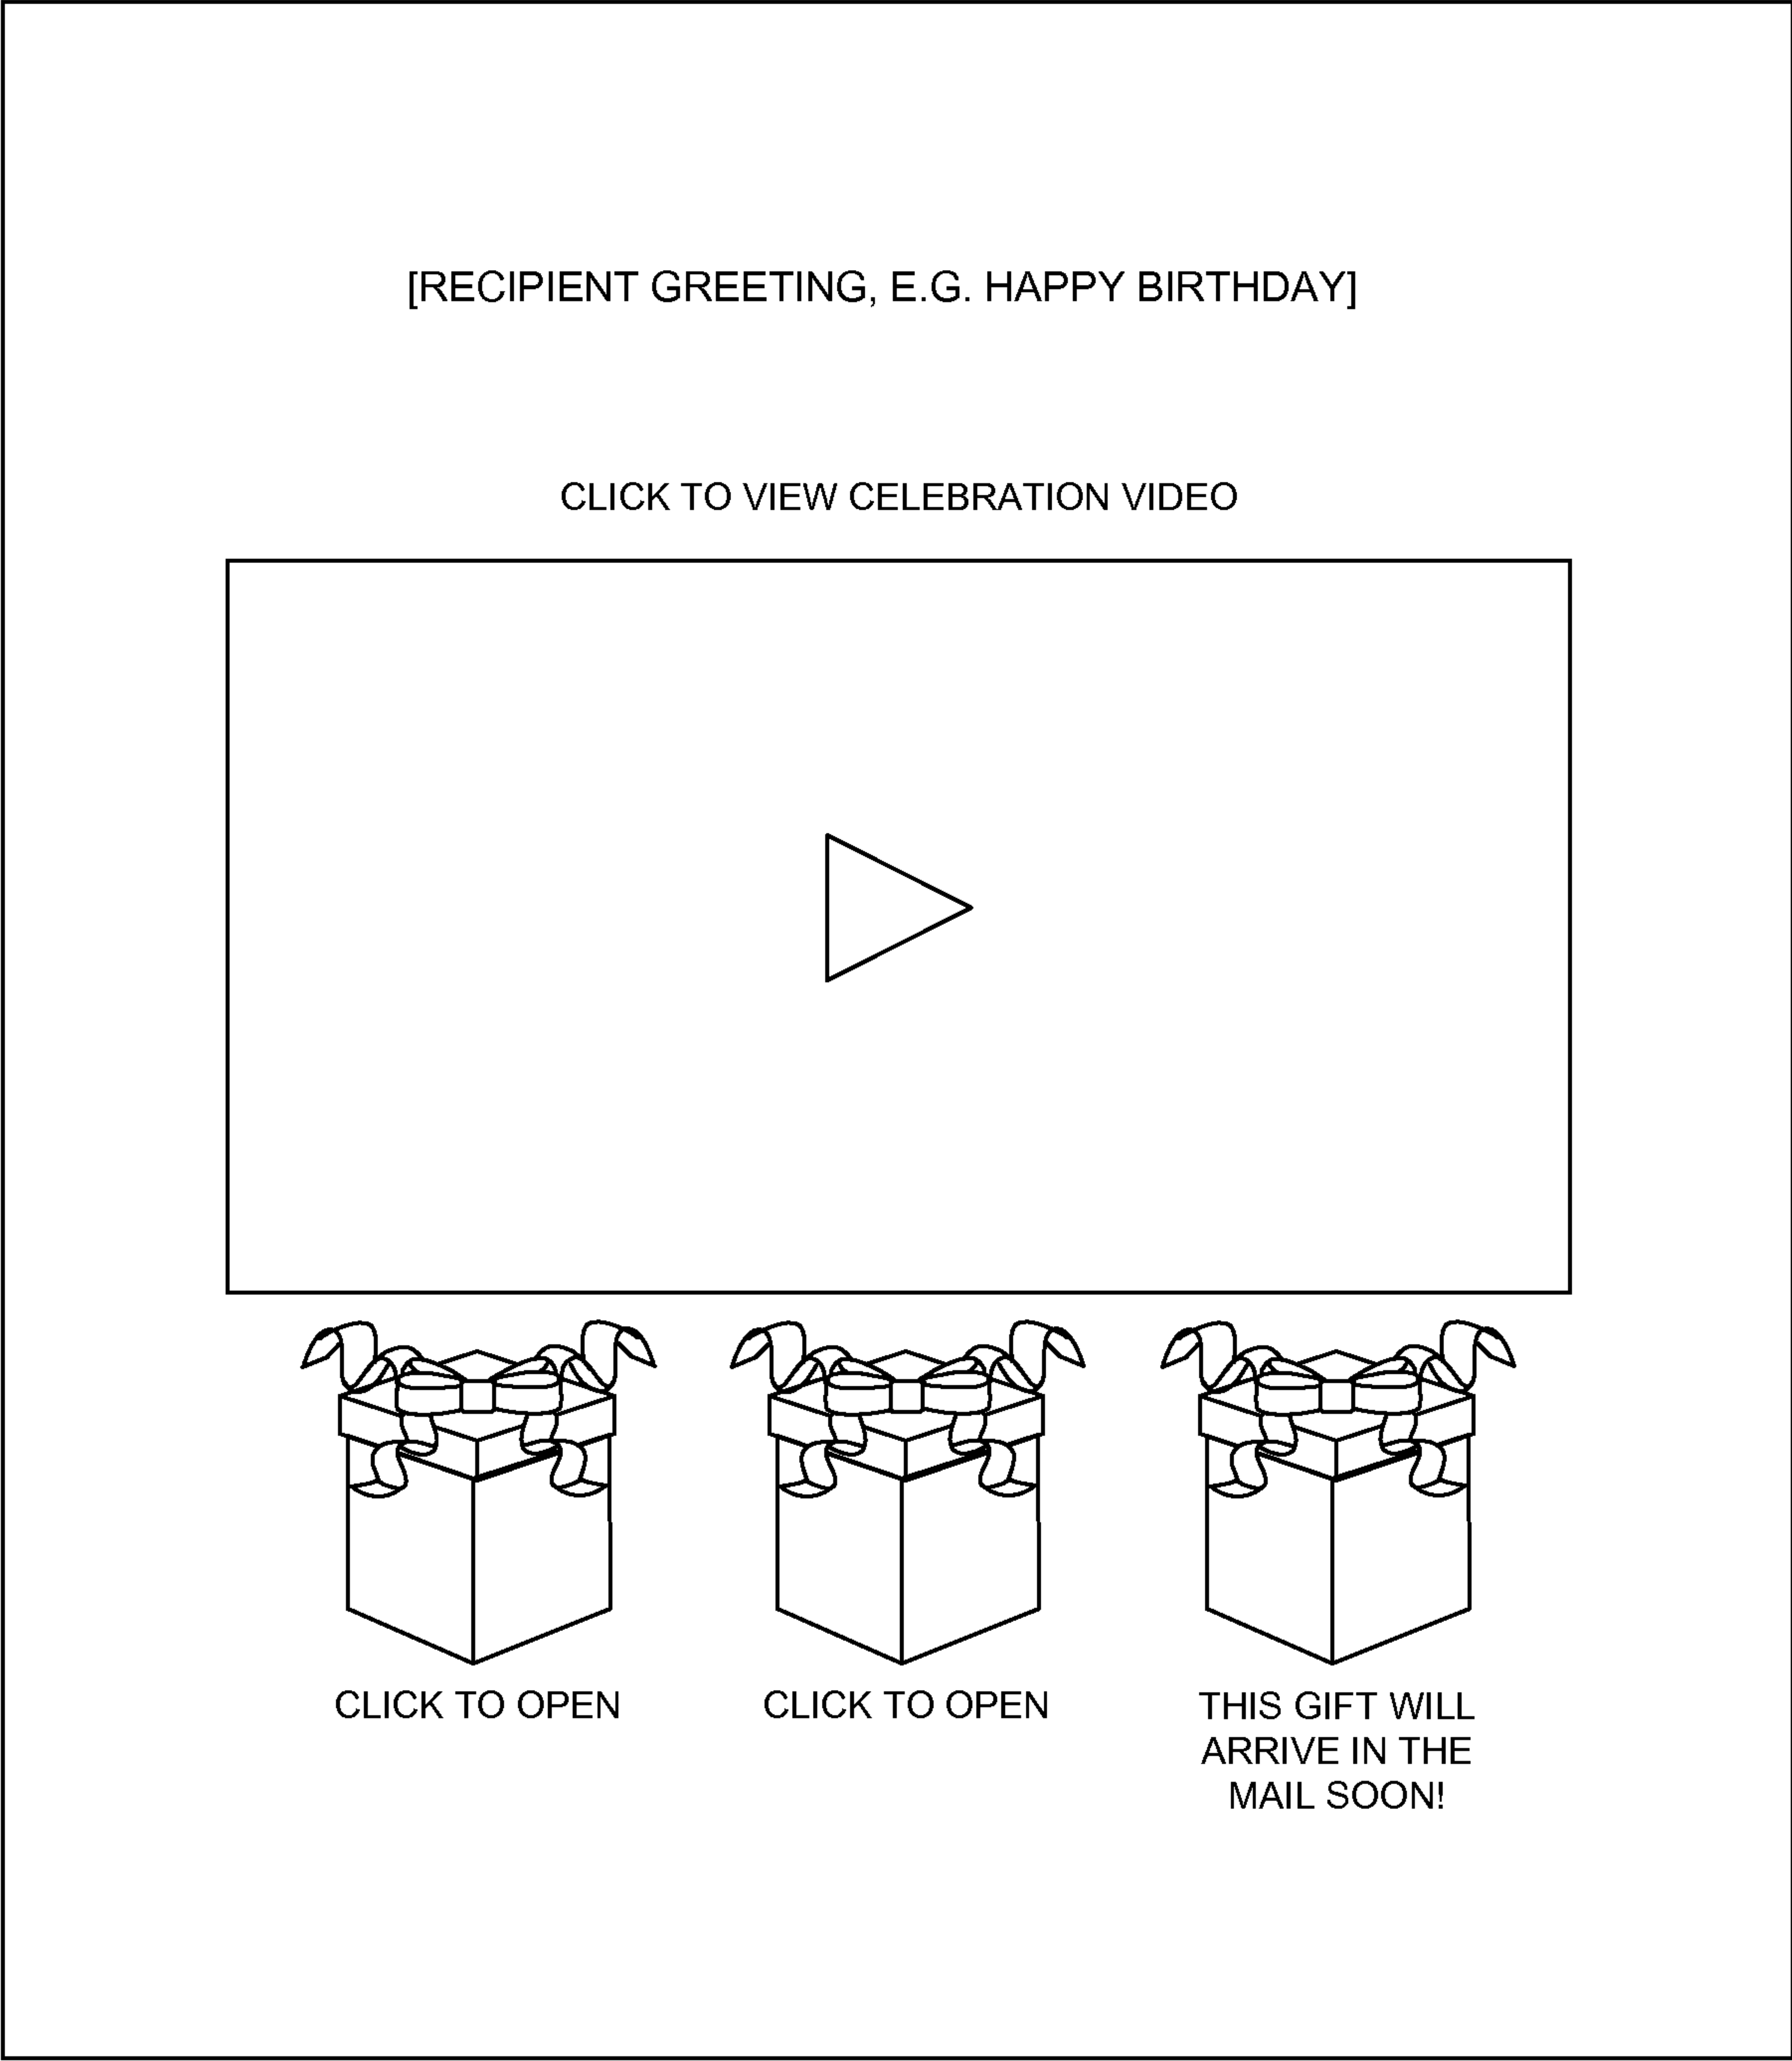 [RECIPIENT GREETING, E.G. HAPPY BIRTHDAY]
CLICK TO VIEW CELEBRATION VIDEO
CLICK TO OPEN
CLICK TO OPEN
THIS GIFT WILL
ARRIVE IN THE
MAIL SOON!